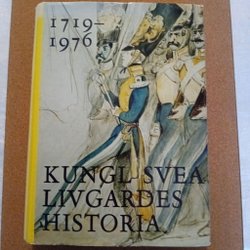 1719-
1976
KUNGL SVEA
LIVGARDES
HISTORIA